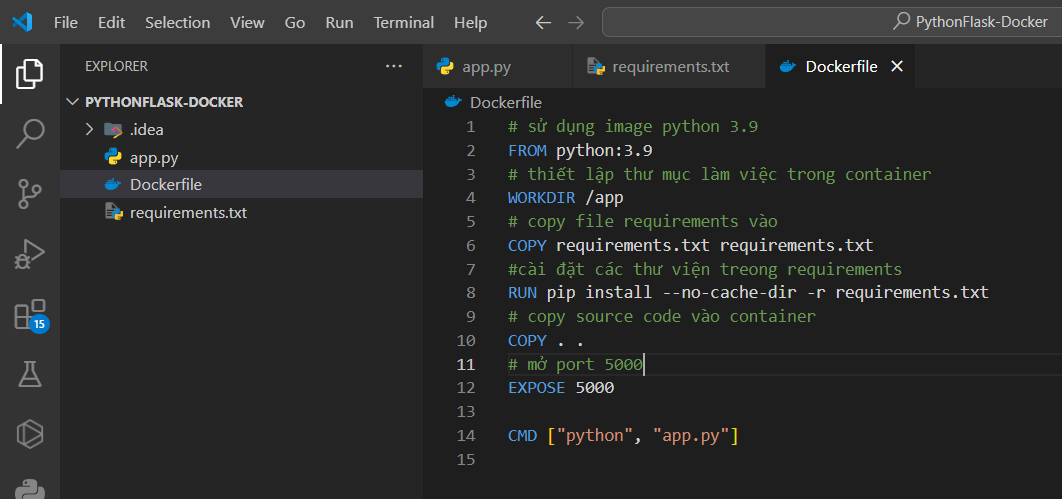 File Edit Selection View Go Run Terminal Help PythonFlask-Docker
EXPLORER
PYTHONFLASK-DOCKER
.idea
app.py
Dockerfile
requirements.txt
15
app.py requirements.txt Dockerfile
Dockerfile
1 # sử dụng image python 3.9
2 FROM python:3.9
3 # thiết lập thư mục làm việc trong container
4 WORKDIR /app
5 # copy file requirements vào
6 COPY requirements.txt requirements.txt
7 #cài đặt các thư viện treong requirements
8 RUN pip install --no-cache-dir -r requirements.txt
9 # copy source code vào container
10 COPY . .
11 # mở port 5000
12 EXPOSE 5000
13
14 CMD ["python", "app.py"]
15